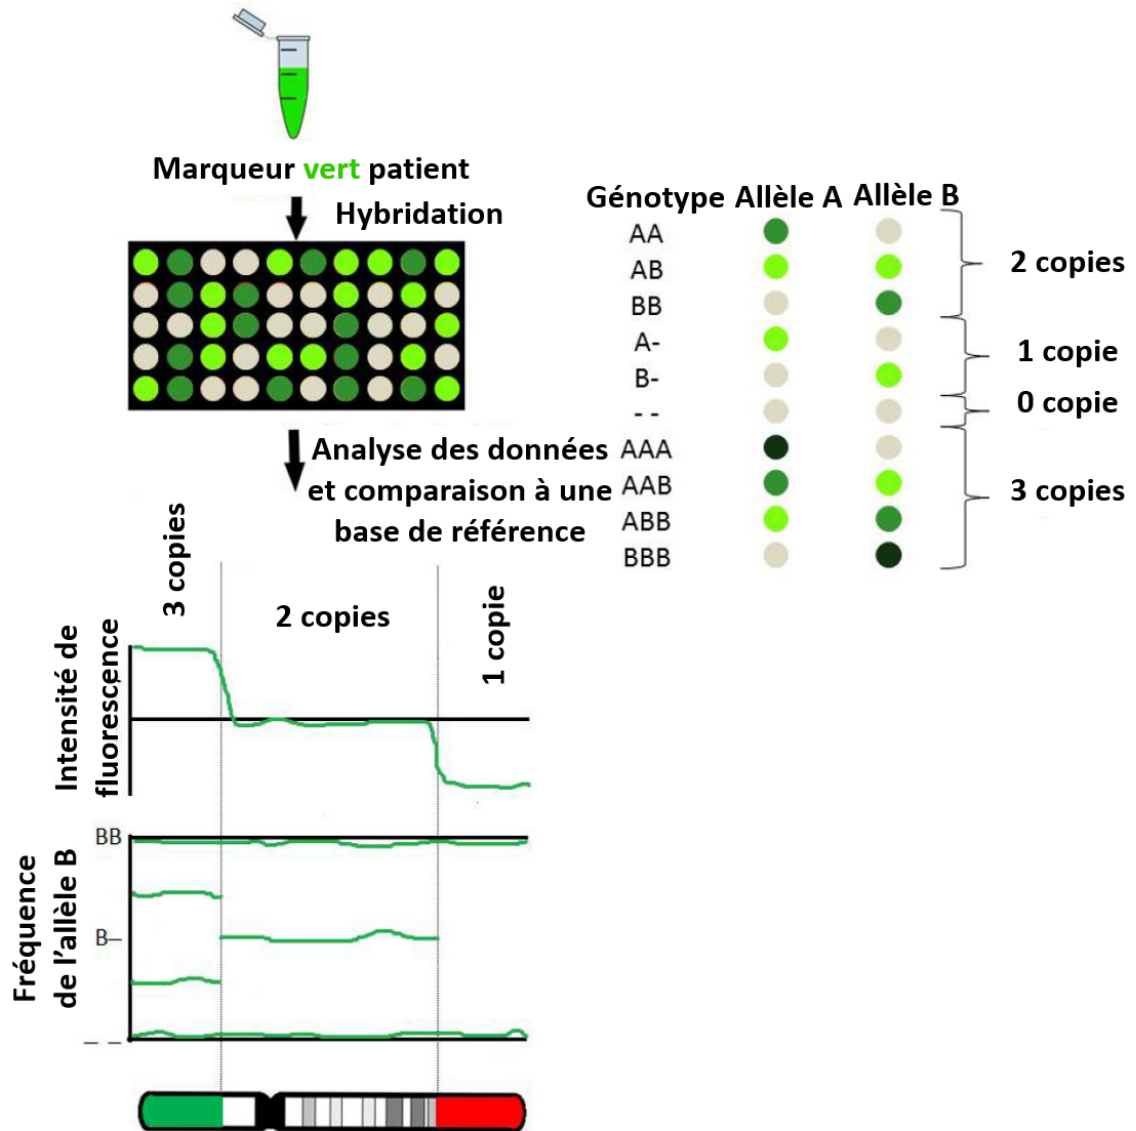 Marqueur vert patient
Hybridation
Génotype Allèle A Allèle B
AA
AB
BB
A-
B-
- -
AAA
AAB
ABB
BBB
2 copies
1 copie
0 copie
3 copies
Analyse des données
et comparaison à une
base de référence
3 copies
2 copies
1 copie
Intensité de
fluorescence
Fréquence
de l'allèle B
BB
B–
– –